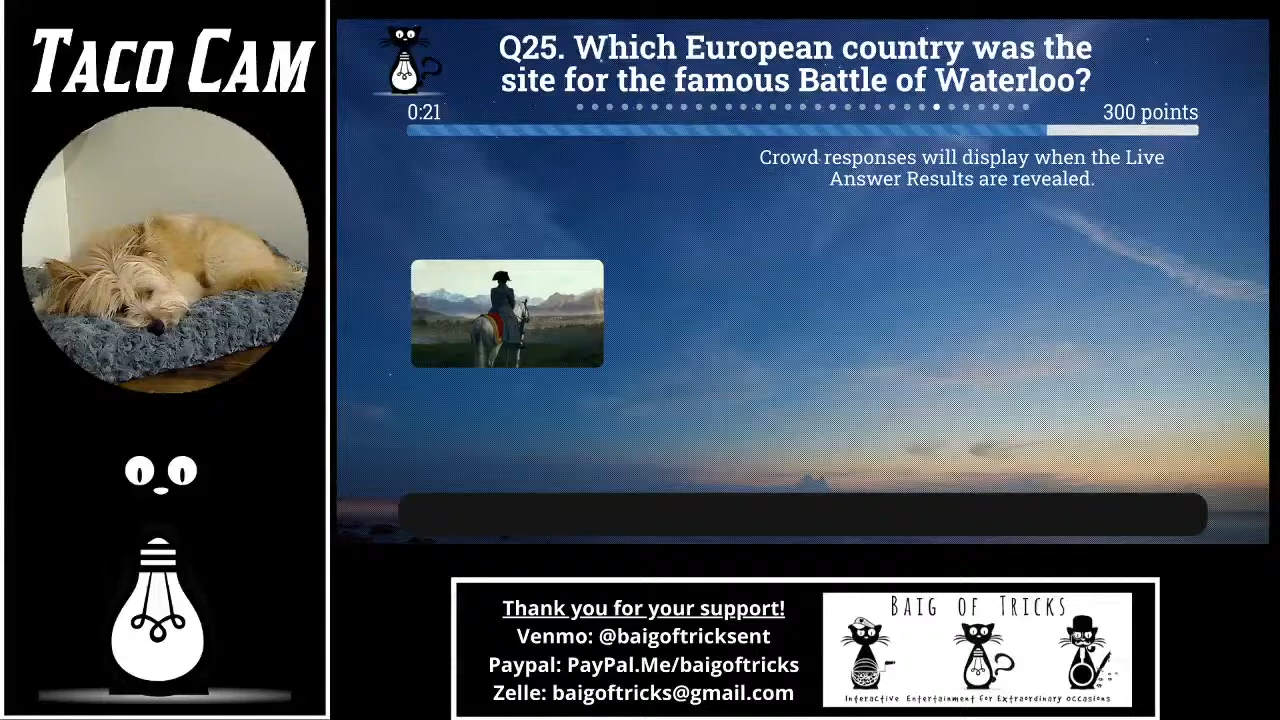 TACO CAM
Q25. Which European country was the
site for the famous Battle of Waterloo?
0:21
300 points
Crowd responses will display when the Live
Answer Results are revealed.
Thank you for your support!
Venmo: @baigoftricksent
Paypal: PayPal.Me/baigoftricks
Zelle: baigoftricks@gmail.com
BAIG OF TRICKS
Interactive Entertainment for Extraordinary occasions